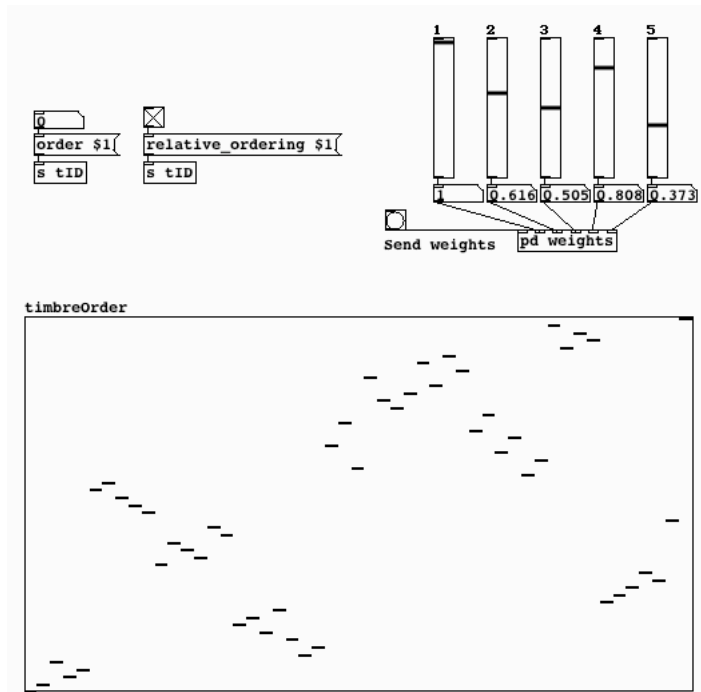 1 2 3 4 5
0
order $1
relative_ordering $1
s tID
s tID
1 0.616 0.505 0.808 0.373
Send weights
pd weights
timbreOrder